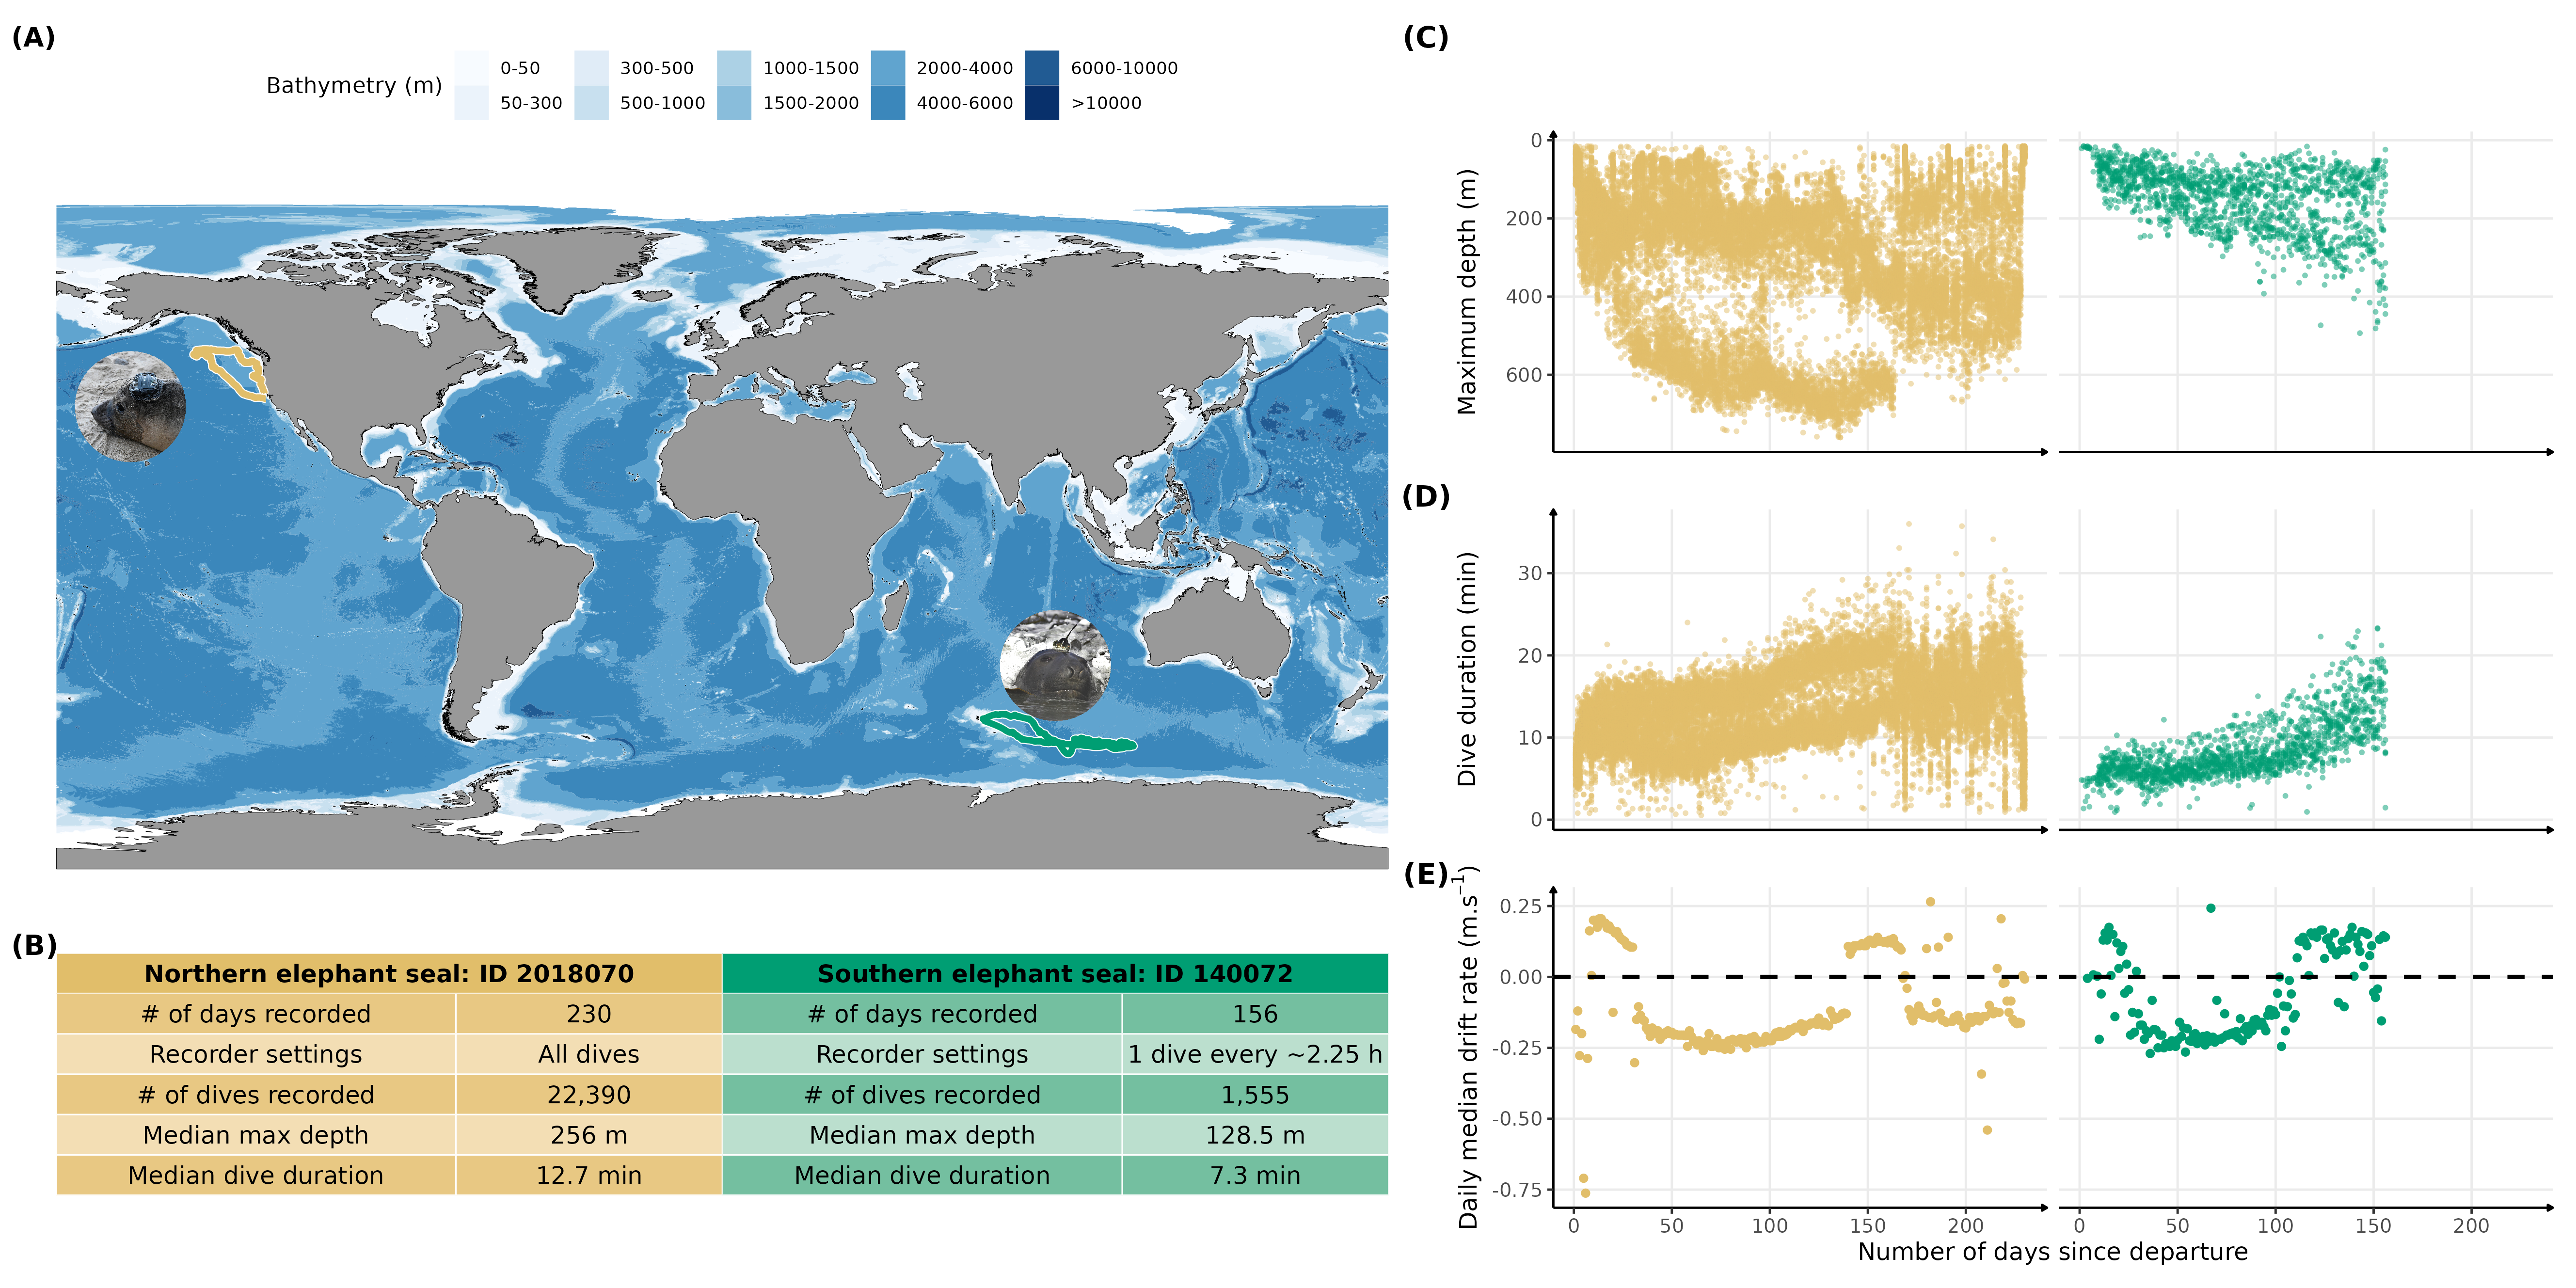 (A)
Bathymetry (m)
0-50 300-500 1000-1500 2000-4000 6000-10000
50-300 500-1000 1500-2000 4000-6000 >10000
(B)
Northern elephant seal: ID 2018070 Southern elephant seal: ID 140072
# of days recorded 230 # of days recorded 156
Recorder settings All dives Recorder settings 1 dive every ~2.25 h
# of dives recorded 22,390 # of dives recorded 1,555
Median max depth 256 m Median max depth 128.5 m
Median dive duration 12.7 min Median dive duration 7.3 min
(C)
Maximum depth (m)
0
200
400
600
(D)
Dive duration (min)
30
20
10
0
(E)
Daily median drift rate (m.s⁻¹)
0.25
0.00
-0.25
-0.50
-0.75
0 50 100 150 200 0 50 100 150 200
Number of days since departure